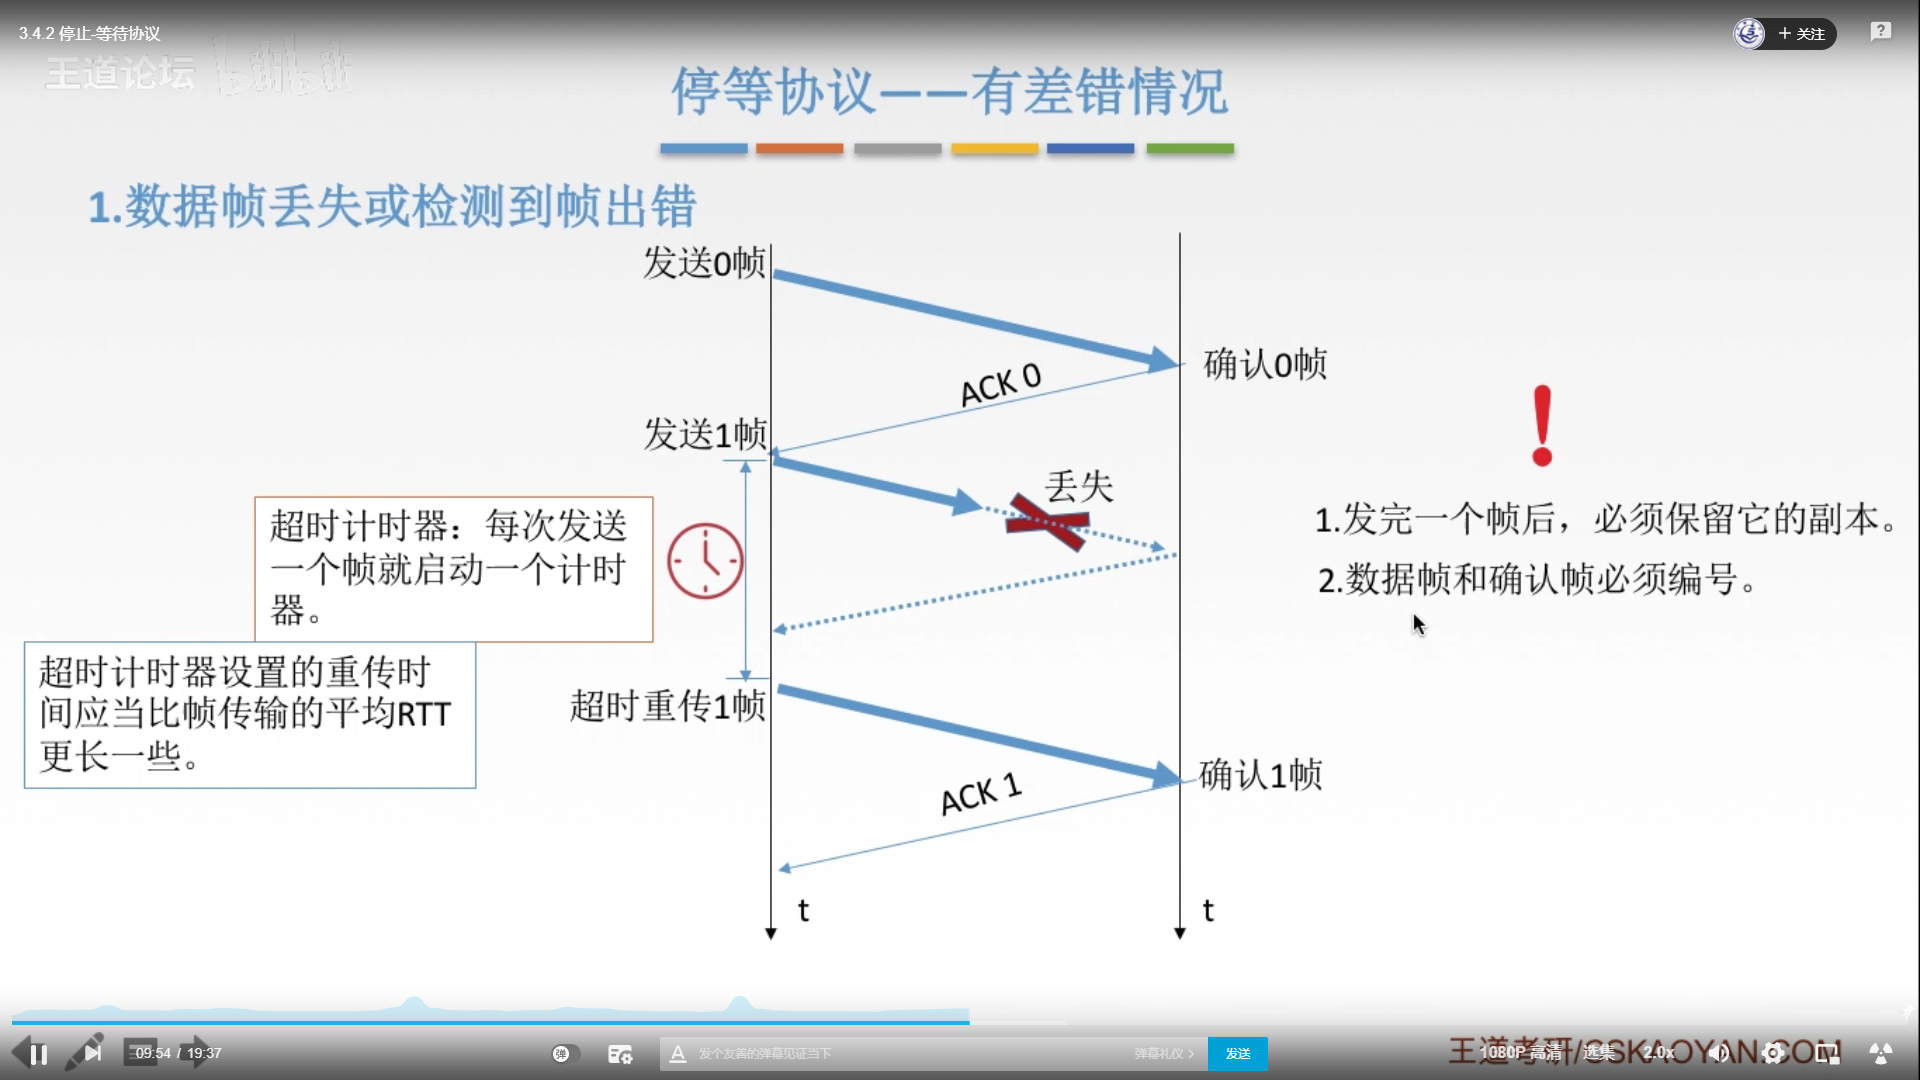 3.4.2 停止-等待协议
关注
王道论坛 bilibili
停等协议——有差错情况
1.数据帧丢失或检测到帧出错
发送0帧
确认0帧
ACK 0
发送1帧
丢失
超时计时器：每次发送
一个帧就启动一个计时
器。
1.发完一个帧后，必须保留它的副本。
2.数据帧和确认帧必须编号。
超时计时器设置的重传时
间应当比帧传输的平均RTT
更长一些。
超时重传1帧
确认1帧
ACK 1
t
t
09:54 / 19:37
弹
发个友善的弹幕见证当下
弹幕礼仪
发送
王道考研/CSKAOYAN.COM
1080P 高清
选集
2.0x